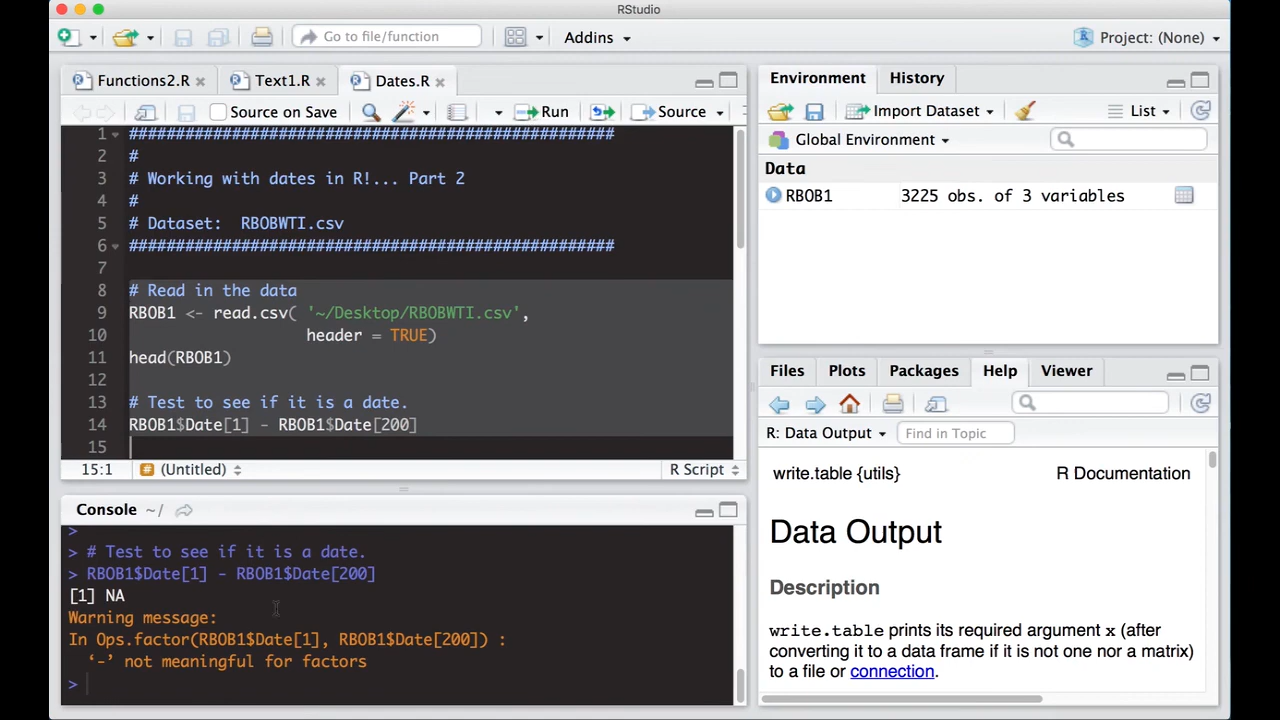 RStudio
Go to file/function
Addins
Project: (None)
Functions2.R
Text1.R
Dates.R
Source on Save
Run
Source
1 ####################################################
2 #
3 # Working with dates in R!... Part 2
4 #
5 # Dataset:  RBOBWTI.csv
6 ####################################################
7
8 # Read in the data
9 RBOB1 <- read.csv( '~/Desktop/RBOBWTI.csv',
10 header = TRUE)
11 head(RBOB1)
12
13 # Test to see if it is a date.
14 RBOB1$Date[1] - RBOB1$Date[200]
15
15:1 # (Untitled) R Script
Console ~/
>
> # Test to see if it is a date.
> RBOB1$Date[1] - RBOB1$Date[200]
[1] NA
Warning message:
In Ops.factor(RBOB1$Date[1], RBOB1$Date[200]) :
‘-’ not meaningful for factors
>
Environment History
Import Dataset List
Global Environment
Data
RBOB1 3225 obs. of 3 variables
Files Plots Packages Help Viewer
R: Data Output Find in Topic
write.table {utils} R Documentation
Data Output
Description
write.table prints its required argument x (after
converting it to a data frame if it is not one nor a matrix)
to a file or connection.